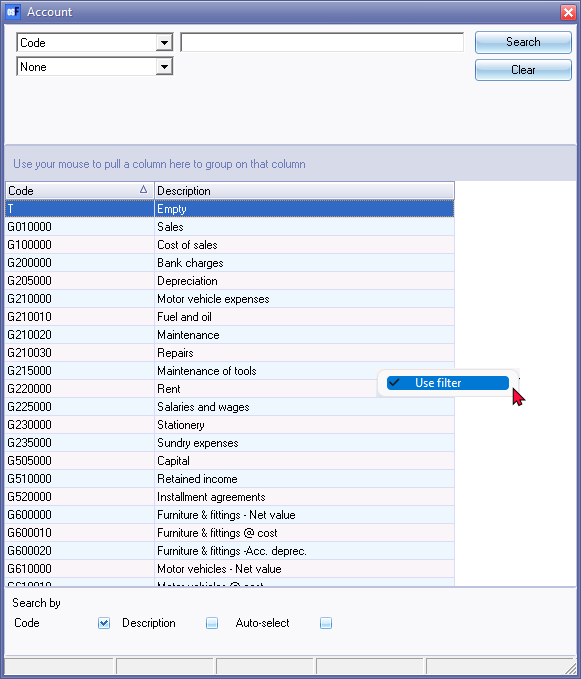 Account
Code
Search
None
Clear
Use your mouse to pull a column here to group on that column
Code Description
T Empty
G010000 Sales
G100000 Cost of sales
G200000 Bank charges
G205000 Depreciation
G210000 Motor vehicle expenses
G210010 Fuel and oil
G210020 Maintenance
G210030 Repairs
G215000 Maintenance of tools
Use filter
G220000 Rent
G225000 Salaries and wages
G230000 Stationery
G235000 Sundry expenses
G505000 Capital
G510000 Retained income
G520000 Installment agreements
G600000 Furniture & fittings - Net value
G600010 Furniture & fittings @ cost
G600020 Furniture & fittings -Acc. deprec.
G610000 Motor vehicles - Net value
G610010 Motor vehicles @ cost
Search by
Code Description Auto-select